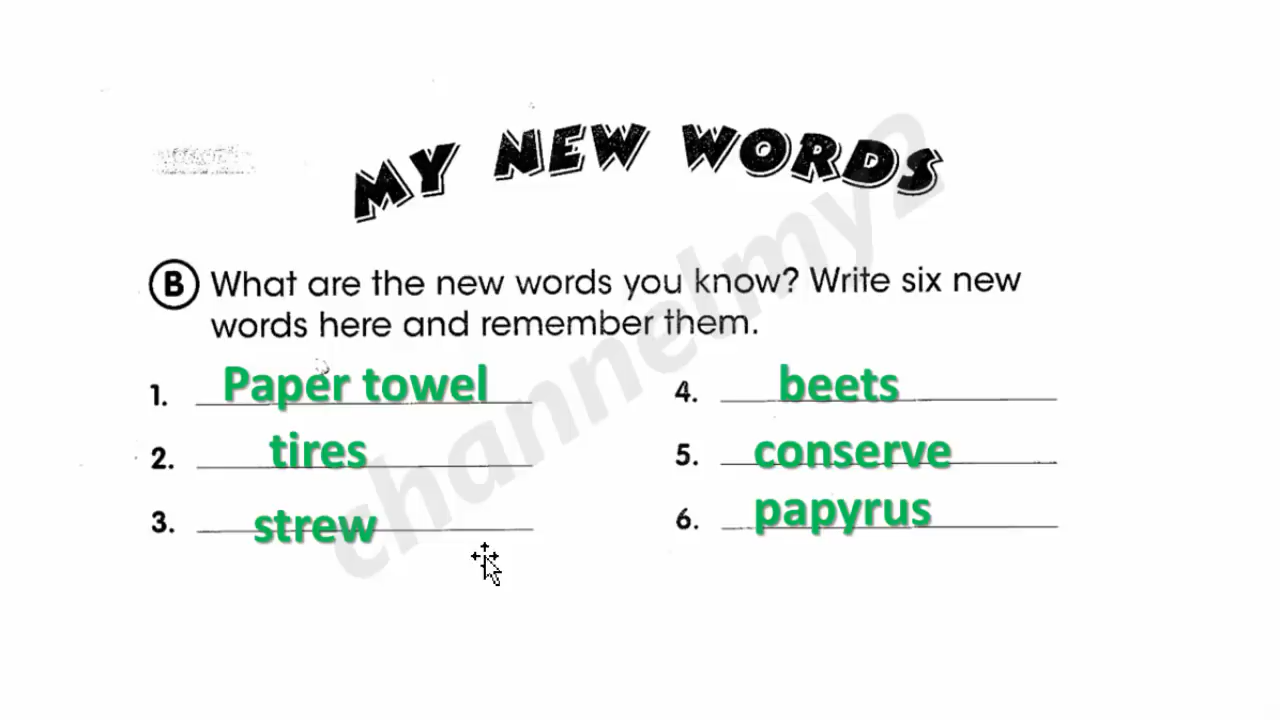 MY NEW WORDS
B What are the new words you know? Write six new
words here and remember them.
1. Paper towel
2. tires
3. strew
4. beets
5. conserve
6. papyrus
channelmy2